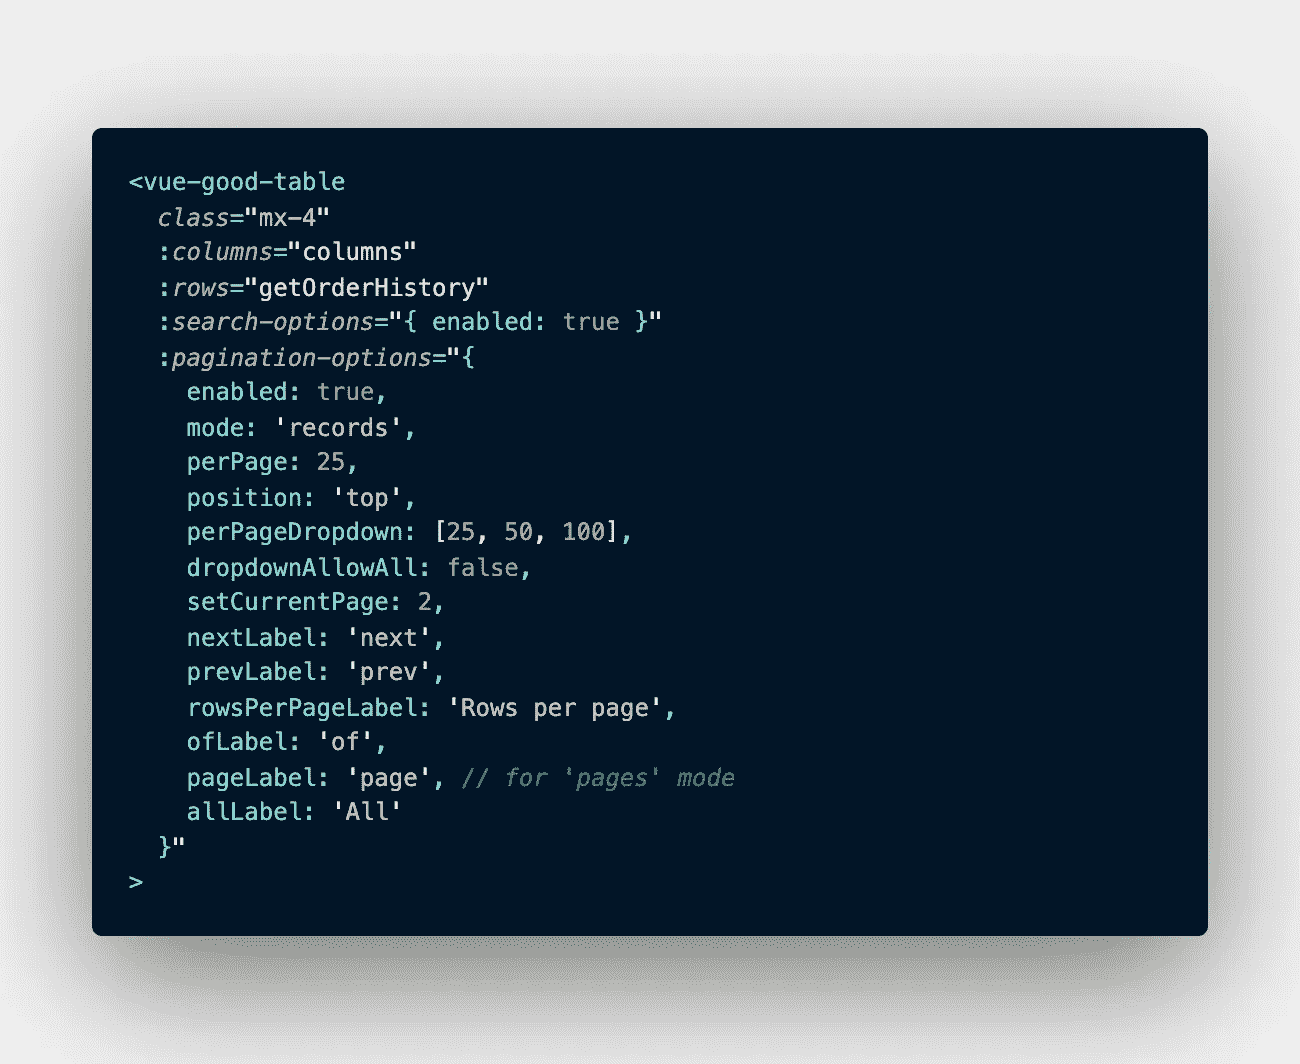 <vue-good-table
  class="mx-4"
  :columns="columns"
  :rows="getOrderHistory"
  :search-options="{ enabled: true }"
  :pagination-options="{
    enabled: true,
    mode: 'records',
    perPage: 25,
    position: 'top',
    perPageDropdown: [25, 50, 100],
    dropdownAllowAll: false,
    setCurrentPage: 2,
    nextLabel: 'next',
    prevLabel: 'prev',
    rowsPerPageLabel: 'Rows per page',
    ofLabel: 'of',
    pageLabel: 'page', // for 'pages' mode
    allLabel: 'All'
  }"
>